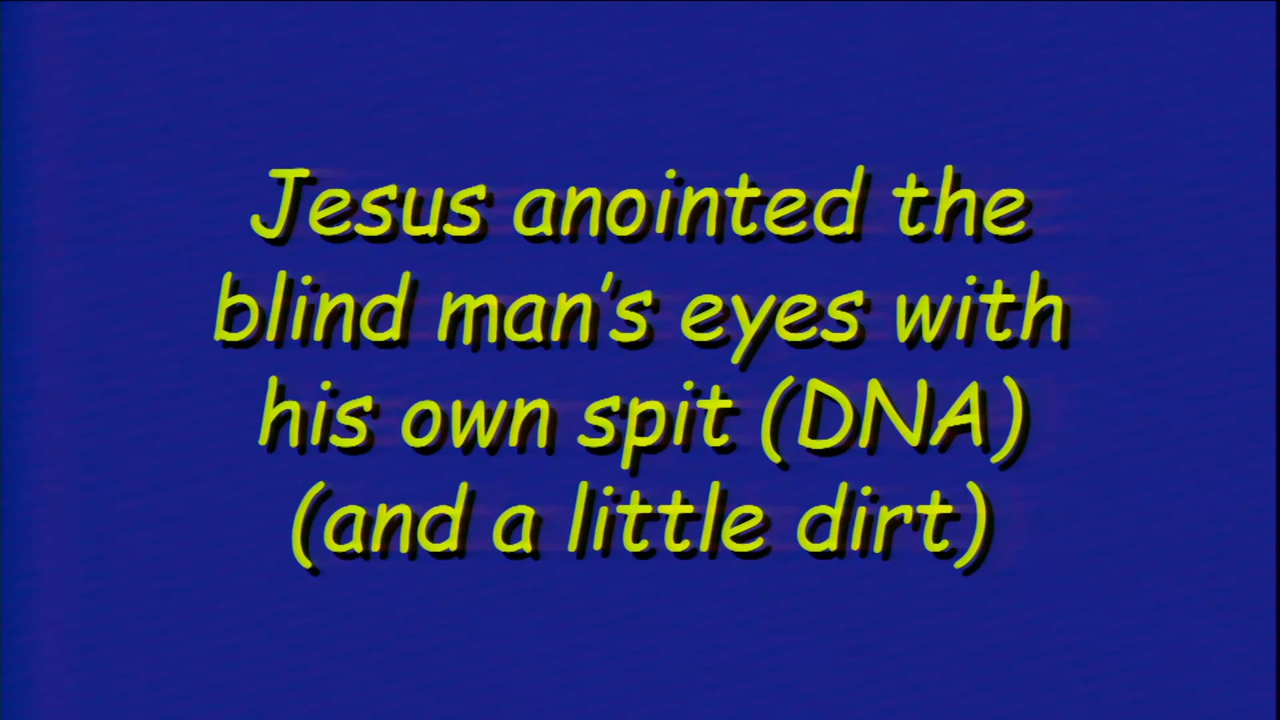 Jesus anointed the
blind man's eyes with
his own spit (DNA)
(and a little dirt)